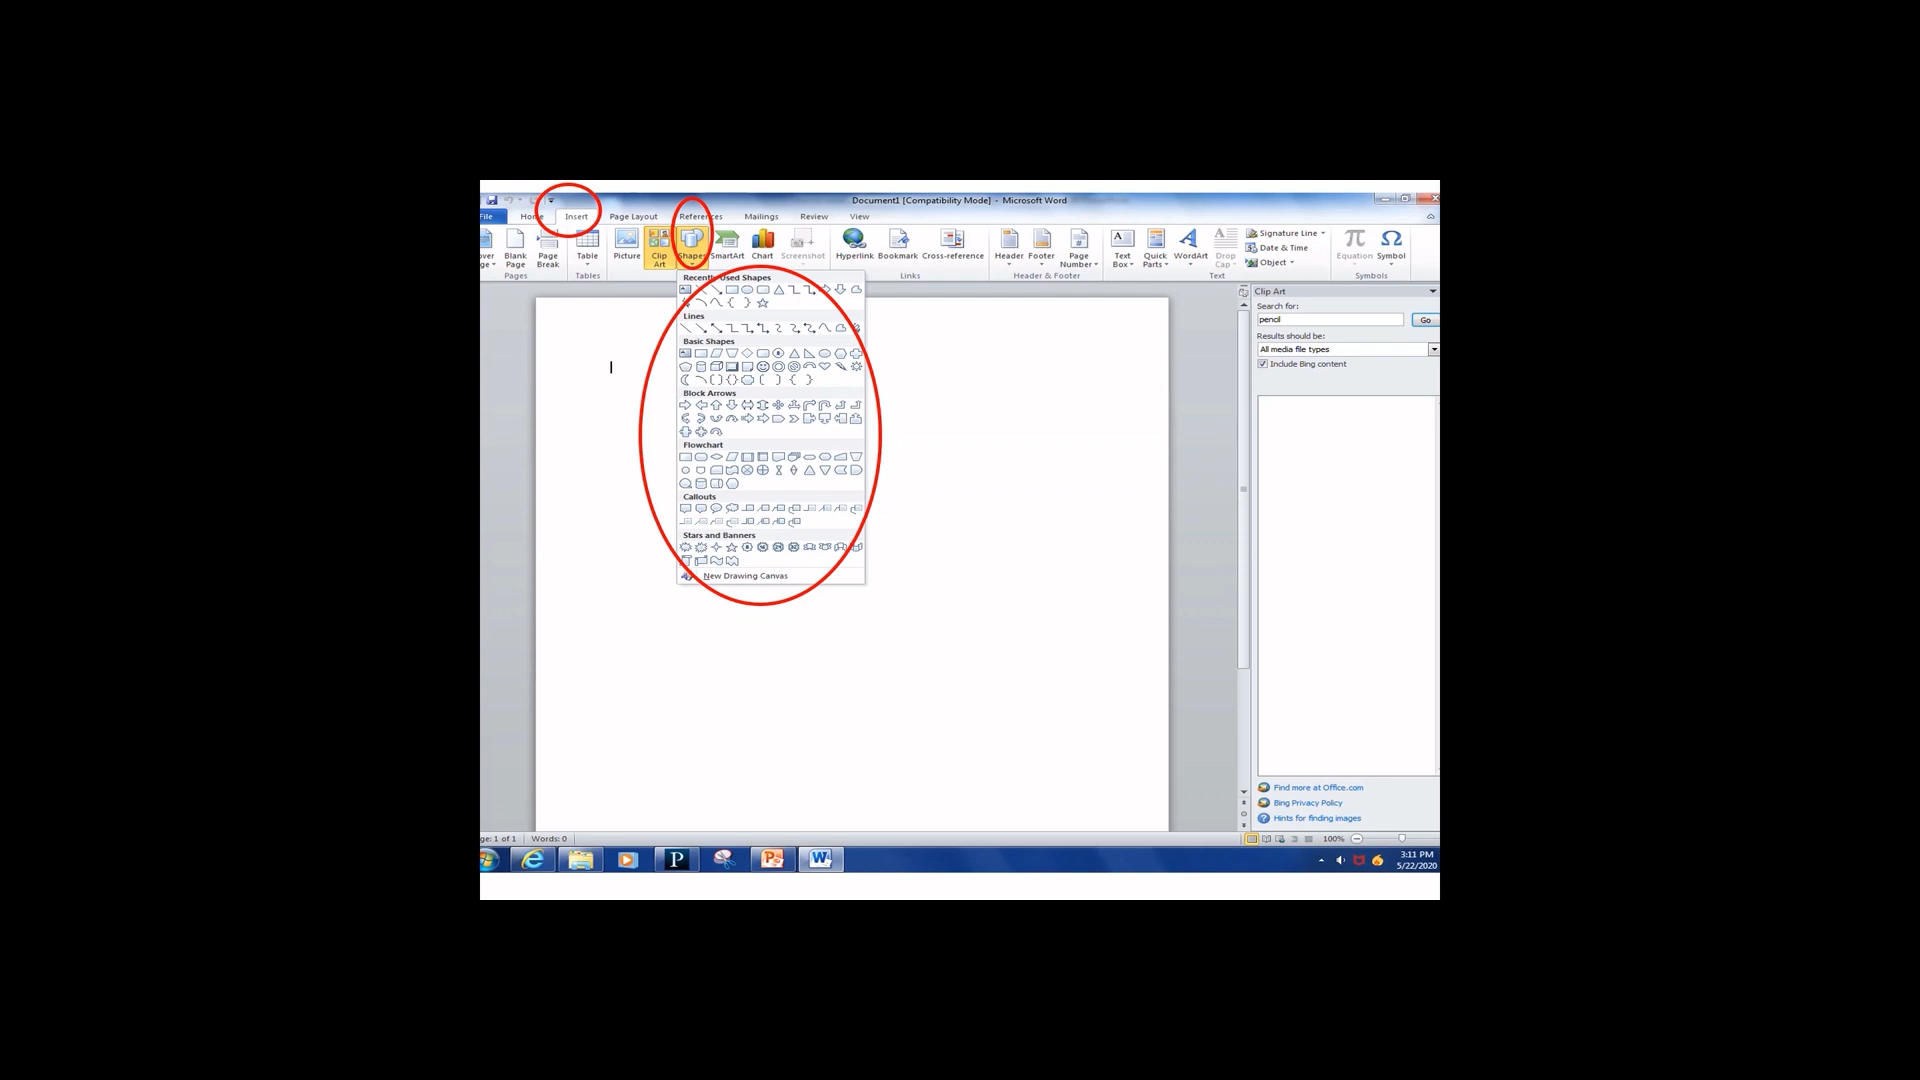 Document1 [Compatibility Mode] - Microsoft Word
File Home Insert Page Layout References Mailings Review View
Blank Page
Page Break
Table
Picture
Clip Art
Shapes
SmartArt
Chart
Screenshot
Hyperlink
Bookmark
Cross-reference
Header
Footer
Page Number
Text Box
Quick Parts
WordArt
Drop Cap
Signature Line
Date & Time
Object
Equation
Symbol
Pages Tables Links Header & Footer Text Symbols
Recently Used Shapes
Lines
Basic Shapes
Block Arrows
Flowchart
Callouts
Stars and Banners
New Drawing Canvas
Clip Art
Search for:
pencil
Go
Results should be:
All media file types
Include Bing content
Find more at Office.com
Bing Privacy Policy
Hints for finding images
ge: 1 of 1 Words: 0 100%
3:11 PM
5/22/2020